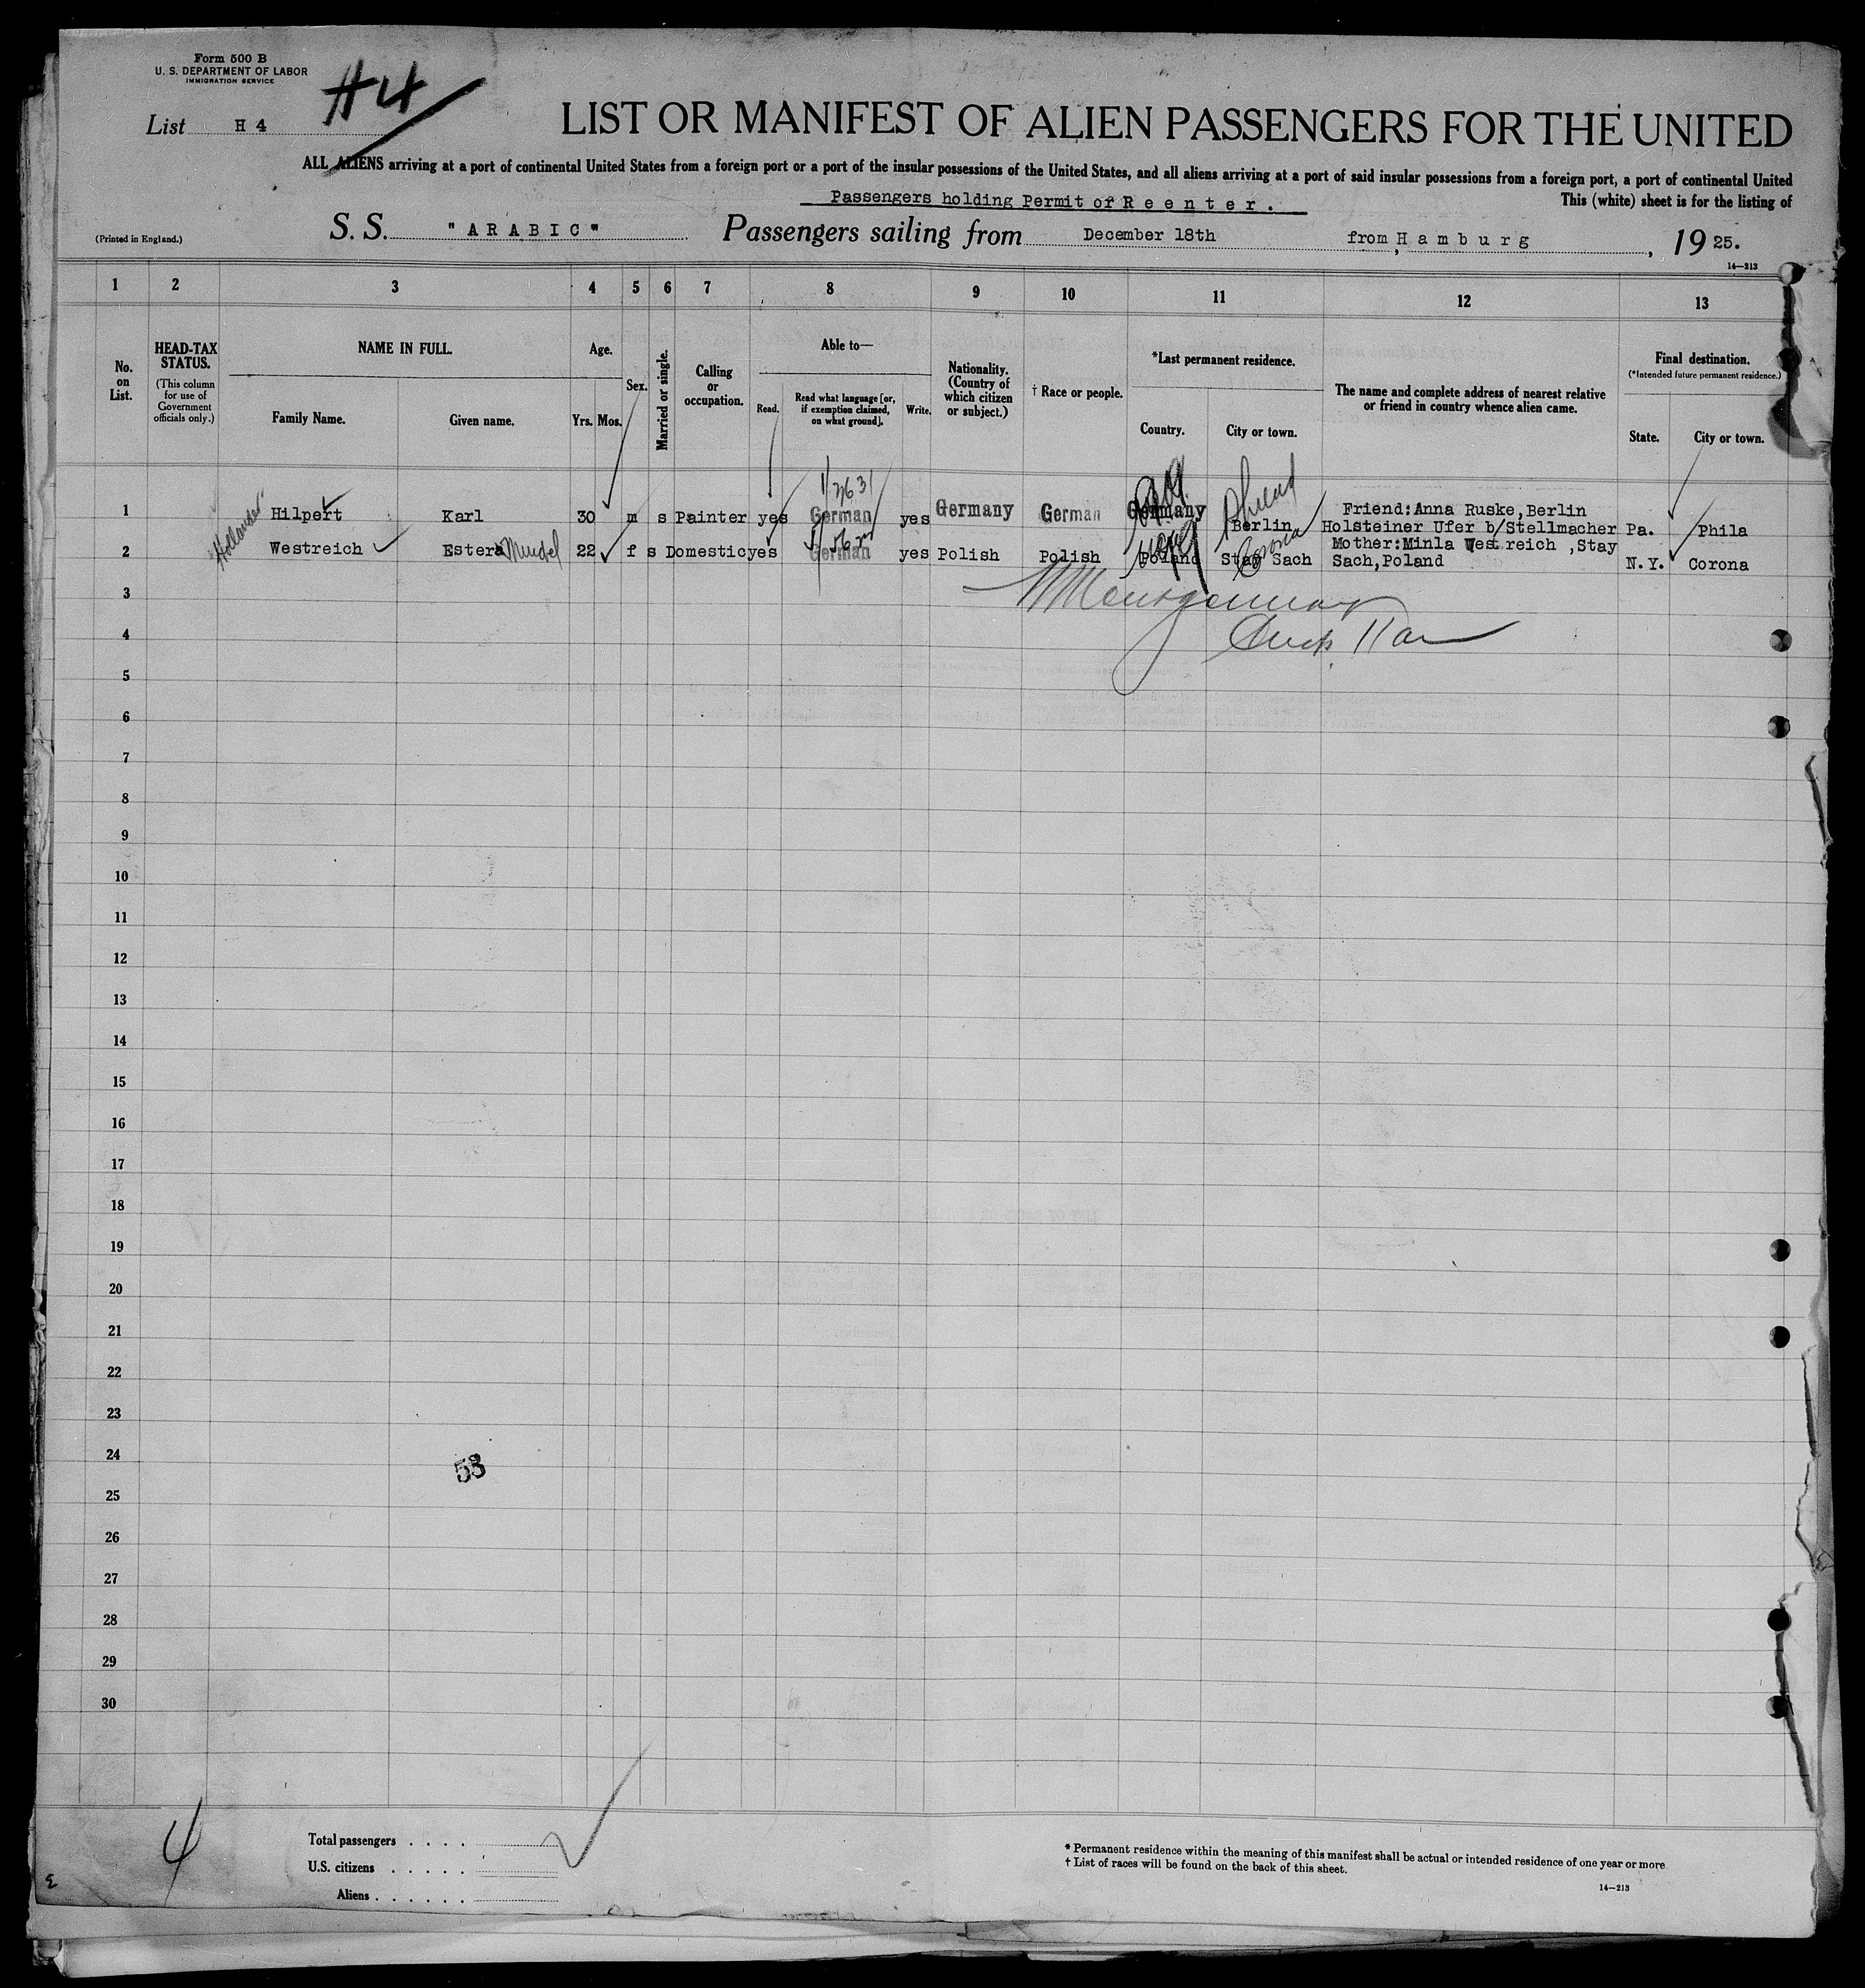 Form 500 B
U. S. DEPARTMENT OF LABOR
IMMIGRATION SERVICE
H4
List H 4
LIST OR MANIFEST OF ALIEN PASSENGERS FOR THE UNITED
ALL ALIENS arriving at a port of continental United States from a foreign port or a port of the insular possessions of the United States, and all aliens arriving at a port of said insular possessions from a foreign port, a port of continental United
Passengers holding Permit of R e e n t e r .
This (white) sheet is for the listing of
(Printed in England.)
S. S. " A R A B I C " Passengers sailing from December 18th from, H a m b u r g , 19 25.
14—213
1 2 3 4 5 6 7 8 9 10 11 12 13
No. on List.
HEAD-TAX STATUS.
(This column for use of Government officials only.)
NAME IN FULL.
Family Name. Given name.
Age.
Yrs. Mos.
Sex.
Married or single.
Calling or occupation.
Able to—
Read.
Read what language [or, if exemption claimed, on what ground].
Write.
Nationality. (Country of which citizen or subject.)
† Race or people.
*Last permanent residence.
Country. City or town.
The name and complete address of nearest relative or friend in country whence alien came.
Final destination.
(*Intended future permanent residence.)
State. City or town.
1 Hilpert Karl 30 m s Painter yes German yes Germany German Germany Berlin Friend:Anna Ruske,Berlin
Holsteiner Ufer b/Stellmacher Pa. Phila
"Hollander"
2 Westreich Estera Mindel 22 f s Domestic yes German yes Polish Polish Poland Stay Sach Mother:Minla Westreich ,Stay
Sach,Poland N.Y. Corona
Corona
3
4
5
6
7
8
9
10
11
12
13
14
15
16
17
18
19
20
21
22
23
24
53
25
26
27
28
29
30
4
Total passengers . . . .
U.S. citizens . . . . .
Aliens . . . . . .
* Permanent residence within the meaning of this manifest shall be actual or intended residence of one year or more
† List of races will be found on the back of this sheet.
14—213